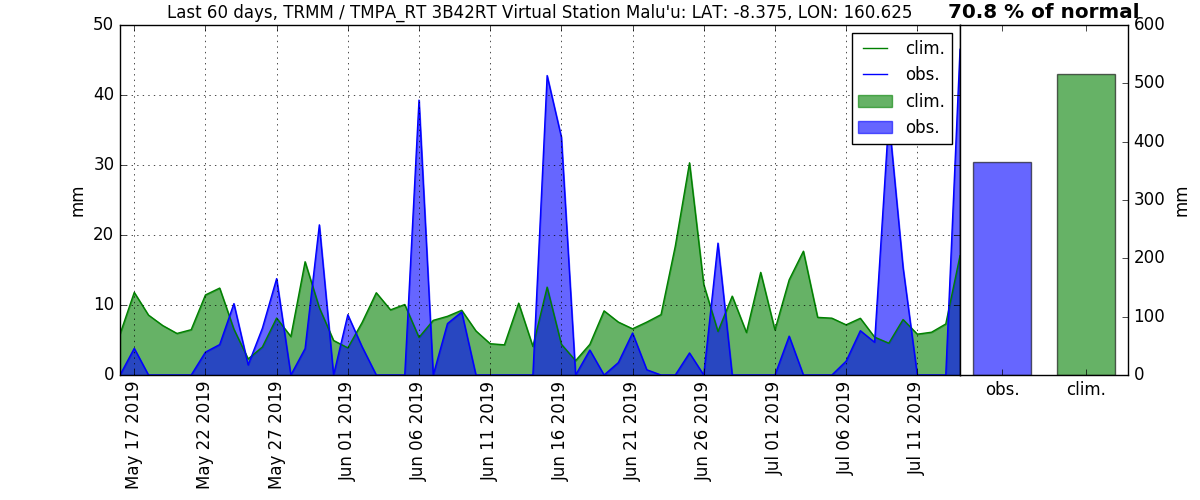 Last 60 days, TRMM / TMPA_RT 3B42RT Virtual Station Malu'u: LAT: -8.375, LON: 160.625
70.8 % of normal
50
40
30
20
10
0
mm
clim.
obs.
clim.
obs.
600
500
400
300
200
100
0
mm
May 17 2019
May 22 2019
May 27 2019
Jun 01 2019
Jun 06 2019
Jun 11 2019
Jun 16 2019
Jun 21 2019
Jun 26 2019
Jul 01 2019
Jul 06 2019
Jul 11 2019
obs.
clim.